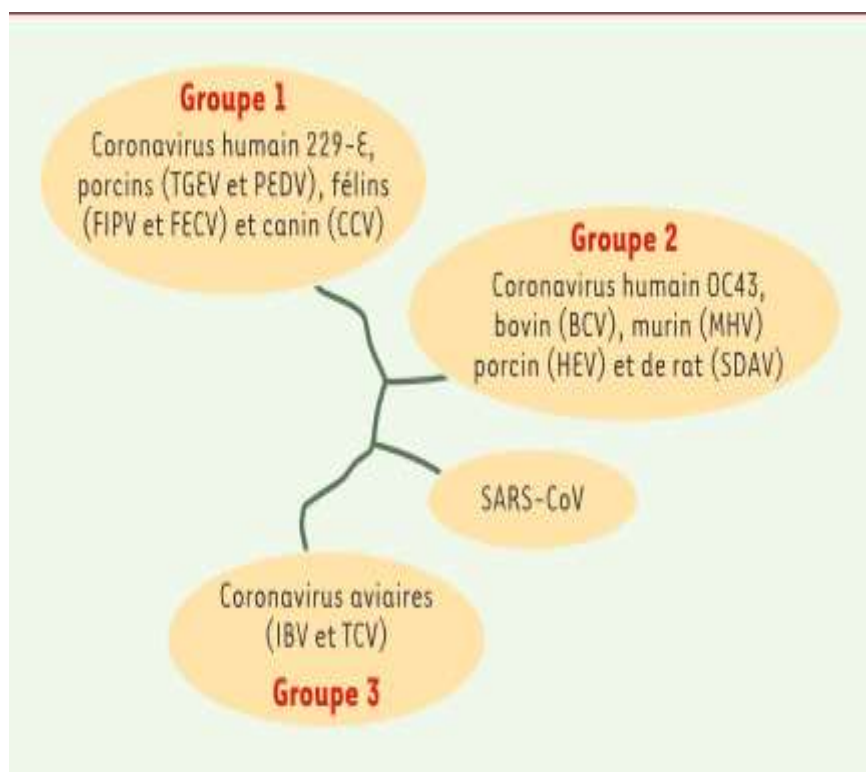 Groupe 1
Coronavirus humain 229-E,
porcins (TGEV et PEDV), félins
(FIPV et FECV) et canin (CCV)
Groupe 2
Coronavirus humain OC43,
bovin (BCV), murin (MHV)
porcin (HEV) et de rat (SDAV)
SARS-CoV
Coronavirus aviaires
(IBV et TCV)
Groupe 3